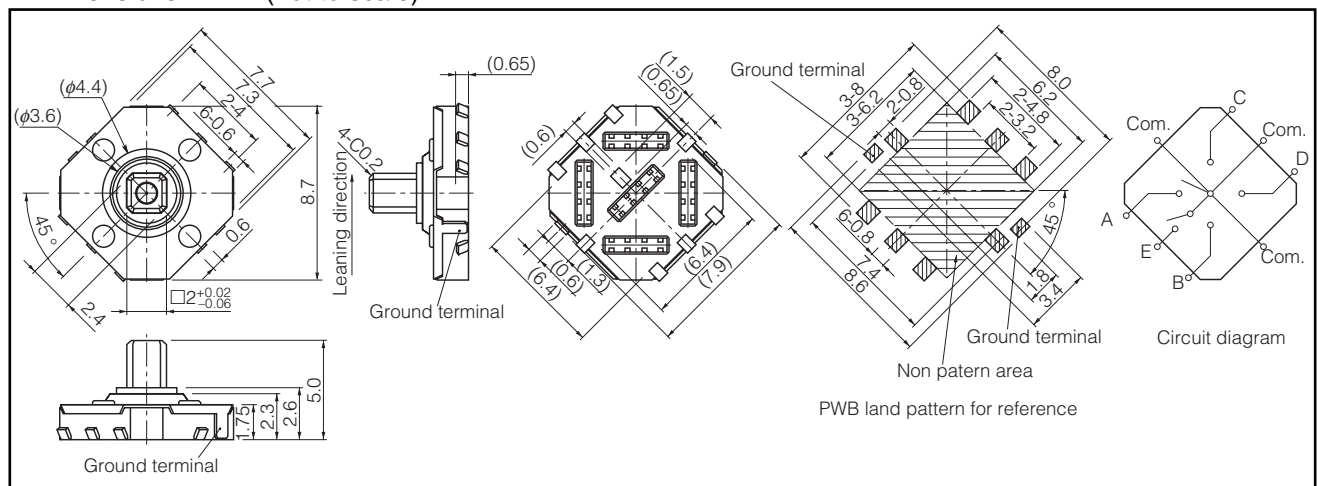 (φ4.4)
(φ3.6)
7.7
7.3
2-4
6-0.6
8.7
0.6
45°
2.4
□2+0.02
−0.06
5.0
2.6
2.3
1.75
Ground terminal
(0.65)
4-C0.2
Leaning direction
Ground terminal
(1.5)
(0.65)
(0.6)
(6.4)
(0.6)
(1.3)
(6.4)
(7.9)
Ground terminal
3-8
3-6.2
2-0.8
8.0
6.2
2-4.8
2-3.2
45°
6-0.8
7.4
8.6
1.8
3.4
Ground terminal
Non patern area
PWB land pattern for reference
C
Com.
Com.
D
A
E
B
Com.
Circuit diagram